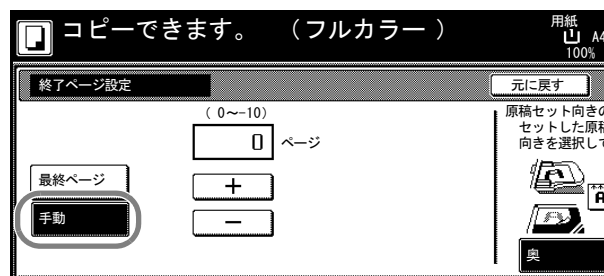 コピーできます。 （フルカラー ）
用紙
A4
100%
終了ページ設定
元に戻す
（ 0～-10）
0 ページ
最終ページ
手動
＋
－
原稿セット向きの
セットした原稿
向きを選択して
A
奥